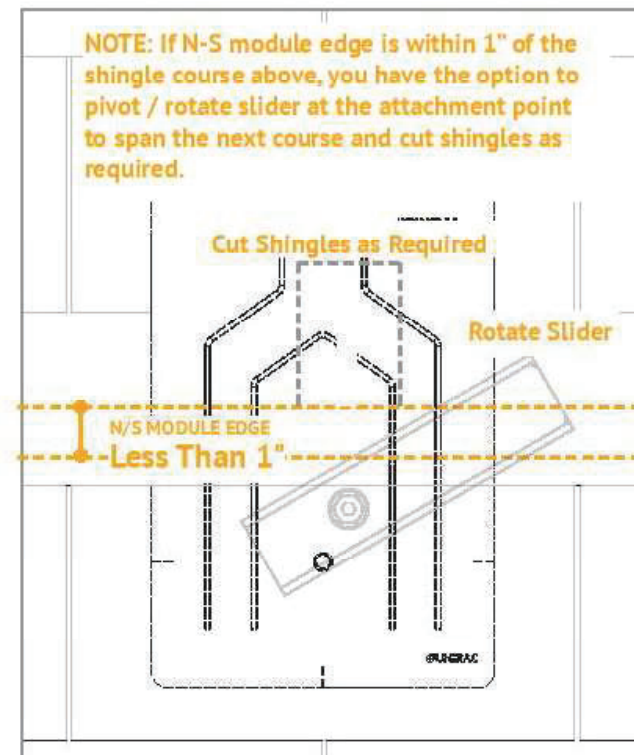 NOTE: If N-S module edge is within 1" of the
shingle course above, you have the option to
pivot / rotate slider at the attachment point
to span the next course and cut shingles as
required.
Cut Shingles as Required
Rotate Slider
N/S MODULE EDGE
Less Than 1"